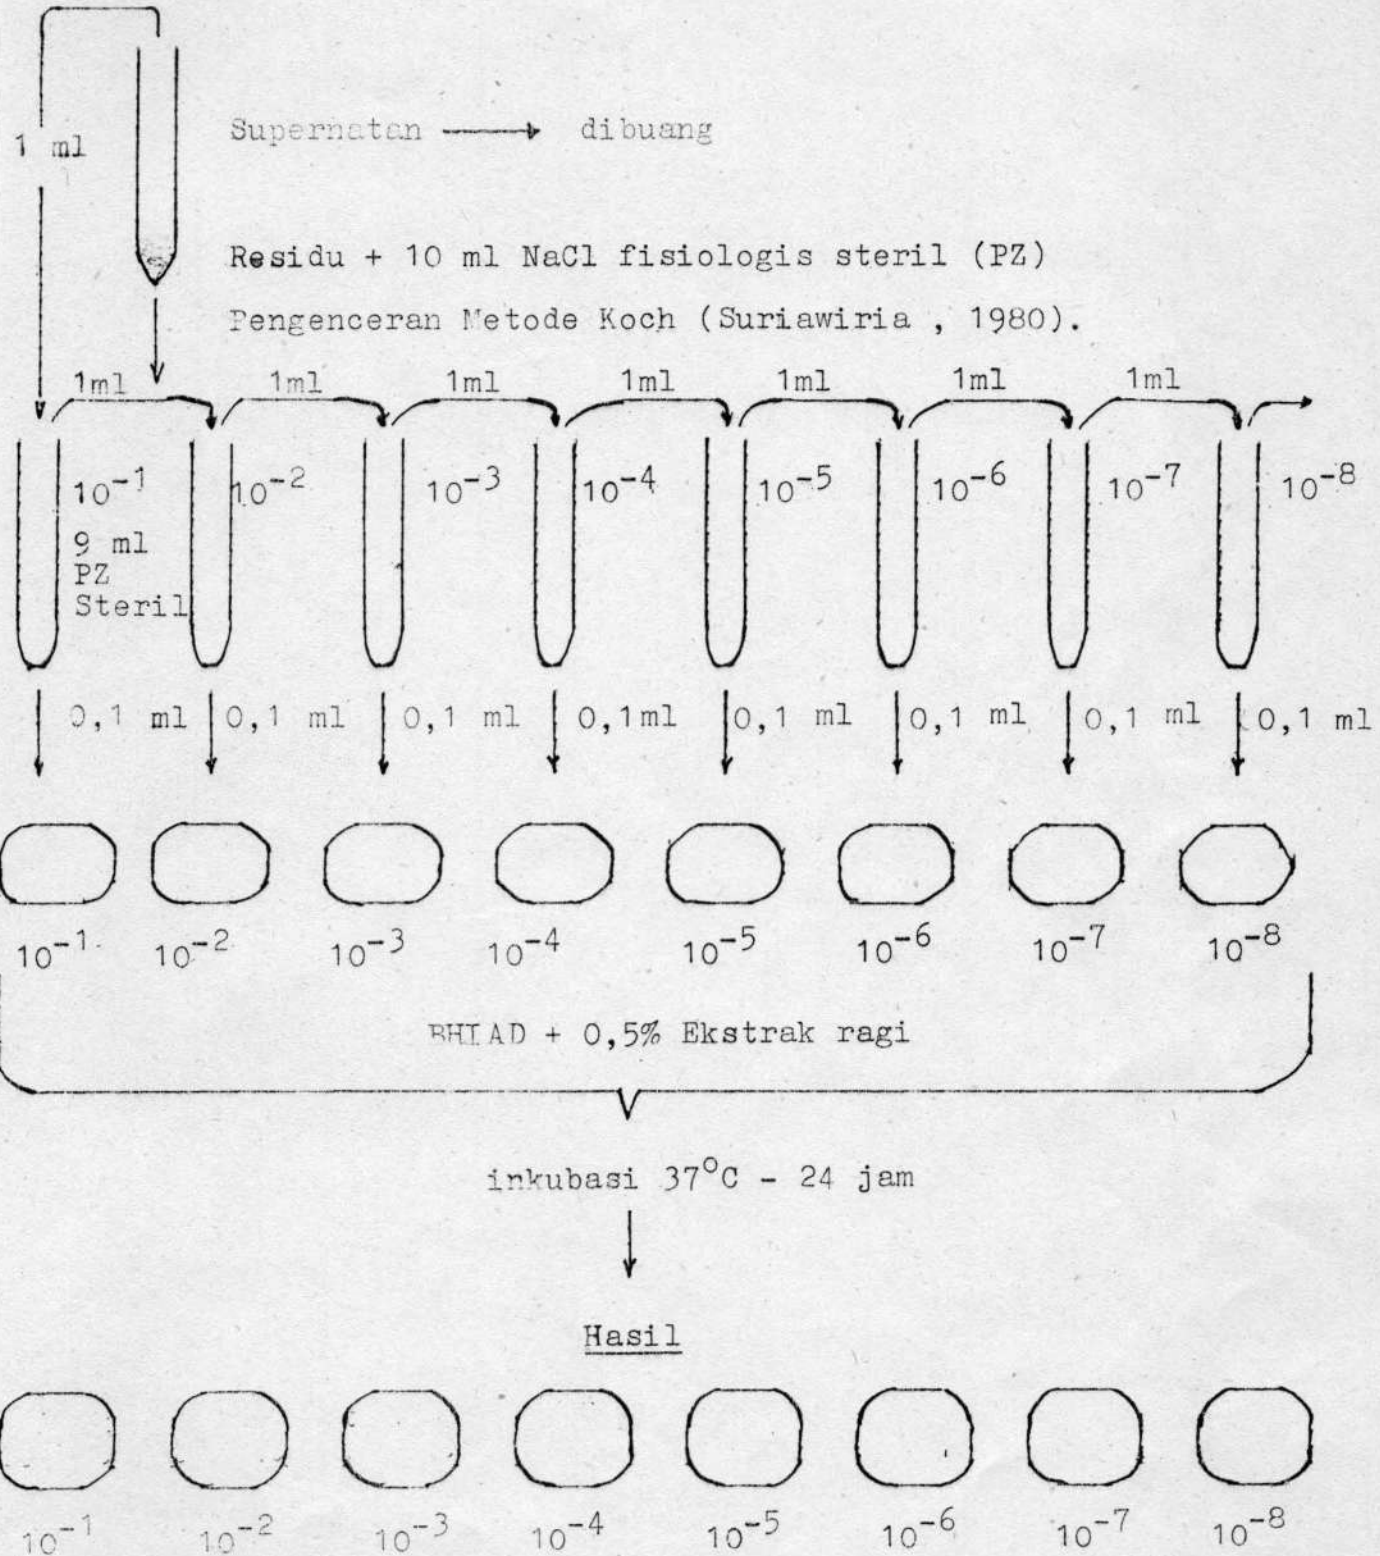 1 ml
Supernatan dibuang
Residu + 10 ml NaCl fisiologis steril (PZ)
Pengenceran Metode Koch (Suriawiria , 1980).
1ml 1ml 1ml 1ml 1ml 1ml 1ml
10⁻¹ 10⁻² 10⁻³ 10⁻⁴ 10⁻⁵ 10⁻⁶ 10⁻⁷ 10⁻⁸
9 ml
PZ
Steril
0,1 ml 0,1 ml 0,1 ml 0,1ml 0,1 ml 0,1 ml 0,1 ml 0,1 ml
10⁻¹ 10⁻² 10⁻³ 10⁻⁴ 10⁻⁵ 10⁻⁶ 10⁻⁷ 10⁻⁸
BHIAD + 0,5% Ekstrak ragi
inkubasi 37°C - 24 jam
Hasil
10⁻¹ 10⁻² 10⁻³ 10⁻⁴ 10⁻⁵ 10⁻⁶ 10⁻⁷ 10⁻⁸